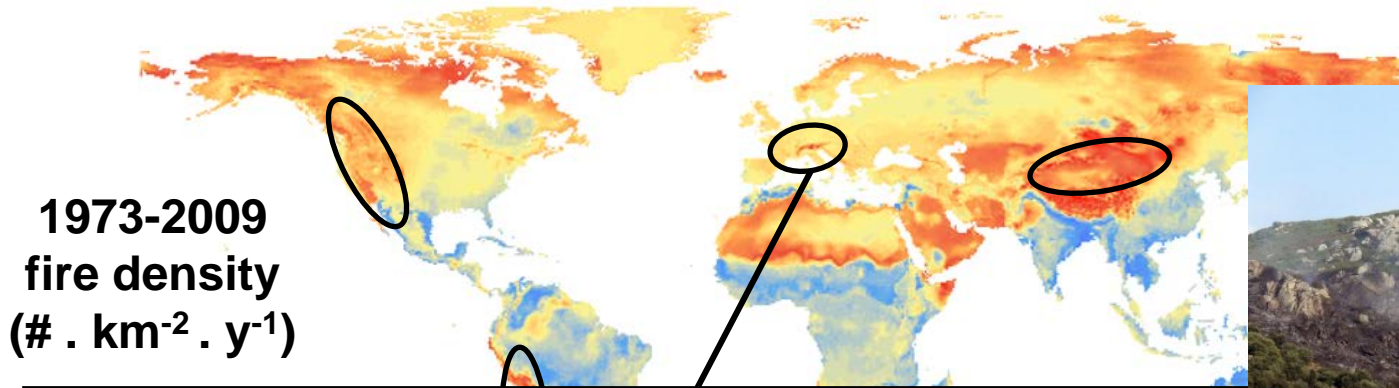 1973-2009
fire density
(# . km-2 . y-1)